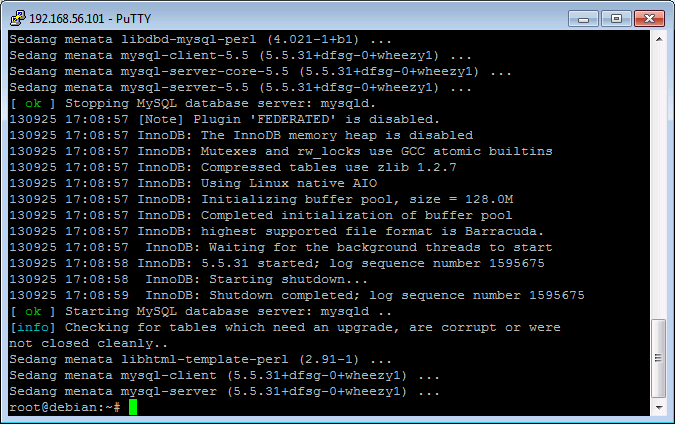 192.168.56.101 - PuTTY
Sedang menata libdbd-mysql-perl (4.021-1+b1) ...
Sedang menata mysql-client-5.5 (5.5.31+dfsg-0+wheezy1) ...
Sedang menata mysql-server-core-5.5 (5.5.31+dfsg-0+wheezy1) ...
Sedang menata mysql-server-5.5 (5.5.31+dfsg-0+wheezy1) ...
[ ok ] Stopping MySQL database server: mysqld.
130925 17:08:57 [Note] Plugin 'FEDERATED' is disabled.
130925 17:08:57 InnoDB: The InnoDB memory heap is disabled
130925 17:08:57 InnoDB: Mutexes and rw_locks use GCC atomic builtins
130925 17:08:57 InnoDB: Compressed tables use zlib 1.2.7
130925 17:08:57 InnoDB: Using Linux native AIO
130925 17:08:57 InnoDB: Initializing buffer pool, size = 128.0M
130925 17:08:57 InnoDB: Completed initialization of buffer pool
130925 17:08:57 InnoDB: highest supported file format is Barracuda.
130925 17:08:57  InnoDB: Waiting for the background threads to start
130925 17:08:58 InnoDB: 5.5.31 started; log sequence number 1595675
130925 17:08:58  InnoDB: Starting shutdown...
130925 17:08:59  InnoDB: Shutdown completed; log sequence number 1595675
[ ok ] Starting MySQL database server: mysqld ..
[info] Checking for tables which need an upgrade, are corrupt or were
not closed cleanly..
Sedang menata libhtml-template-perl (2.91-1) ...
Sedang menata mysql-client (5.5.31+dfsg-0+wheezy1) ...
Sedang menata mysql-server (5.5.31+dfsg-0+wheezy1) ...
root@debian:~#